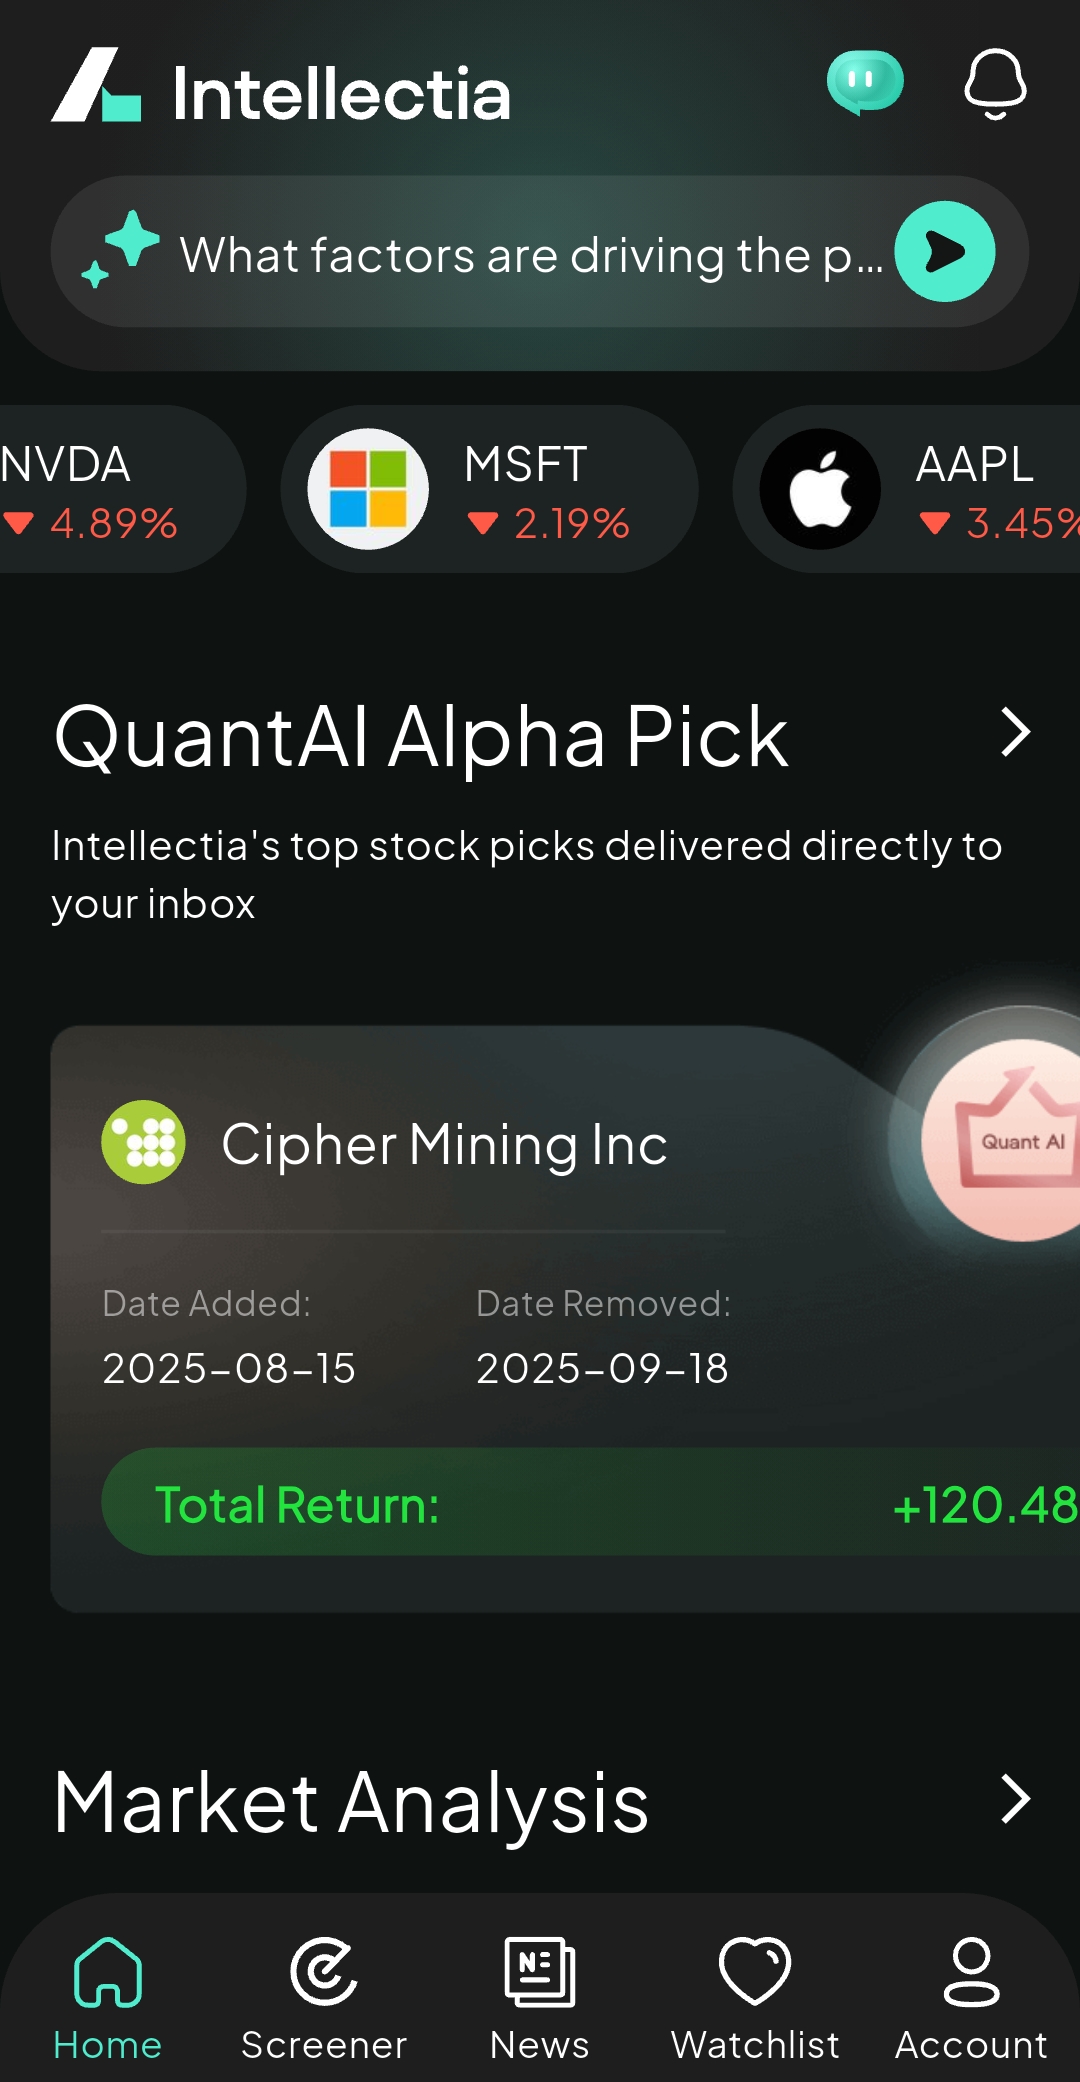 Intellectia
What factors are driving the p...
NVDA
4.89%
MSFT
2.19%
AAPL
3.45%
QuantAI Alpha Pick
Intellectia's top stock picks delivered directly to
your inbox
Cipher Mining Inc
Quant AI
Date Added:
Date Removed:
2025-08-15
2025-09-18
Total Return:
+120.48
Market Analysis
Home
Screener
News
Watchlist
Account